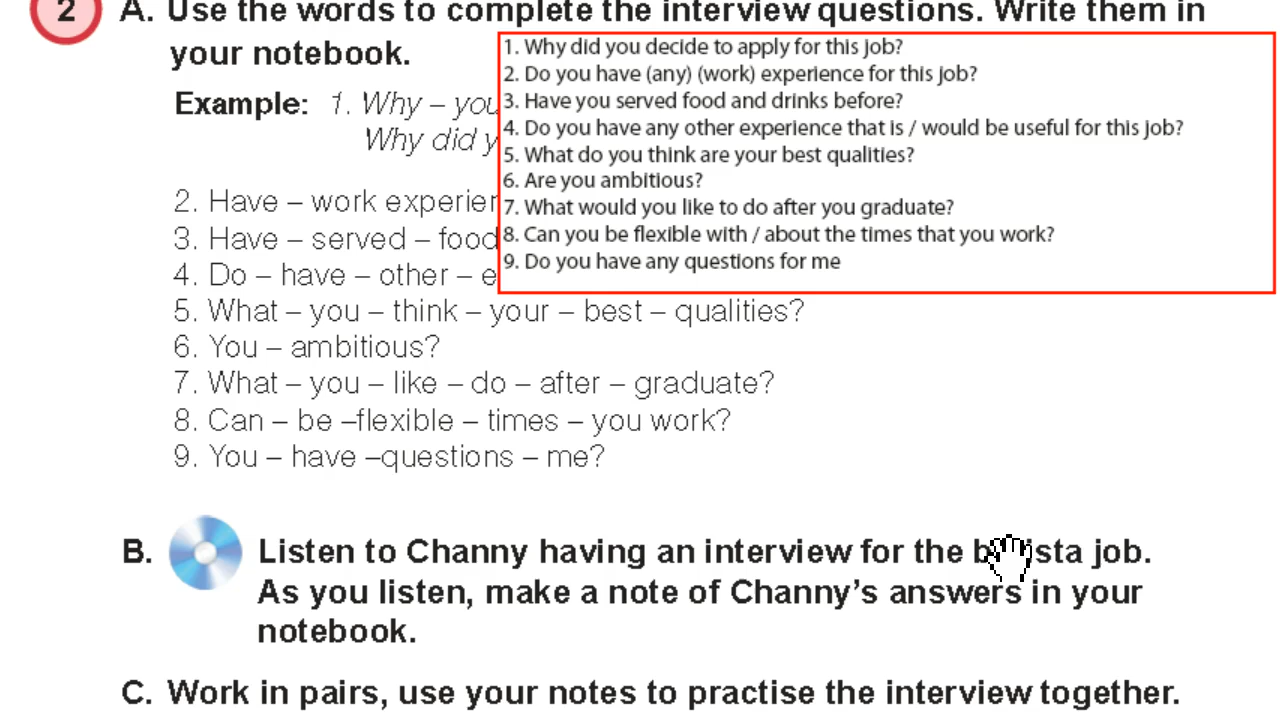 2 A. Use the words to complete the interview questions. Write them in
your notebook.
Example: 1. Why – you
Why did y
2. Have – work experien
3. Have – served – food
4. Do – have – other – e
5. What – you – think – your – best – qualities?
6. You – ambitious?
7. What – you – like – do – after – graduate?
8. Can – be –flexible – times – you work?
9. You – have –questions – me?
1. Why did you decide to apply for this job?
2. Do you have (any) (work) experience for this job?
3. Have you served food and drinks before?
4. Do you have any other experience that is / would be useful for this job?
5. What do you think are your best qualities?
6. Are you ambitious?
7. What would you like to do after you graduate?
8. Can you be flexible with / about the times that you work?
9. Do you have any questions for me
B. Listen to Channy having an interview for the barista job.
As you listen, make a note of Channy's answers in your
notebook.
C. Work in pairs, use your notes to practise the interview together.